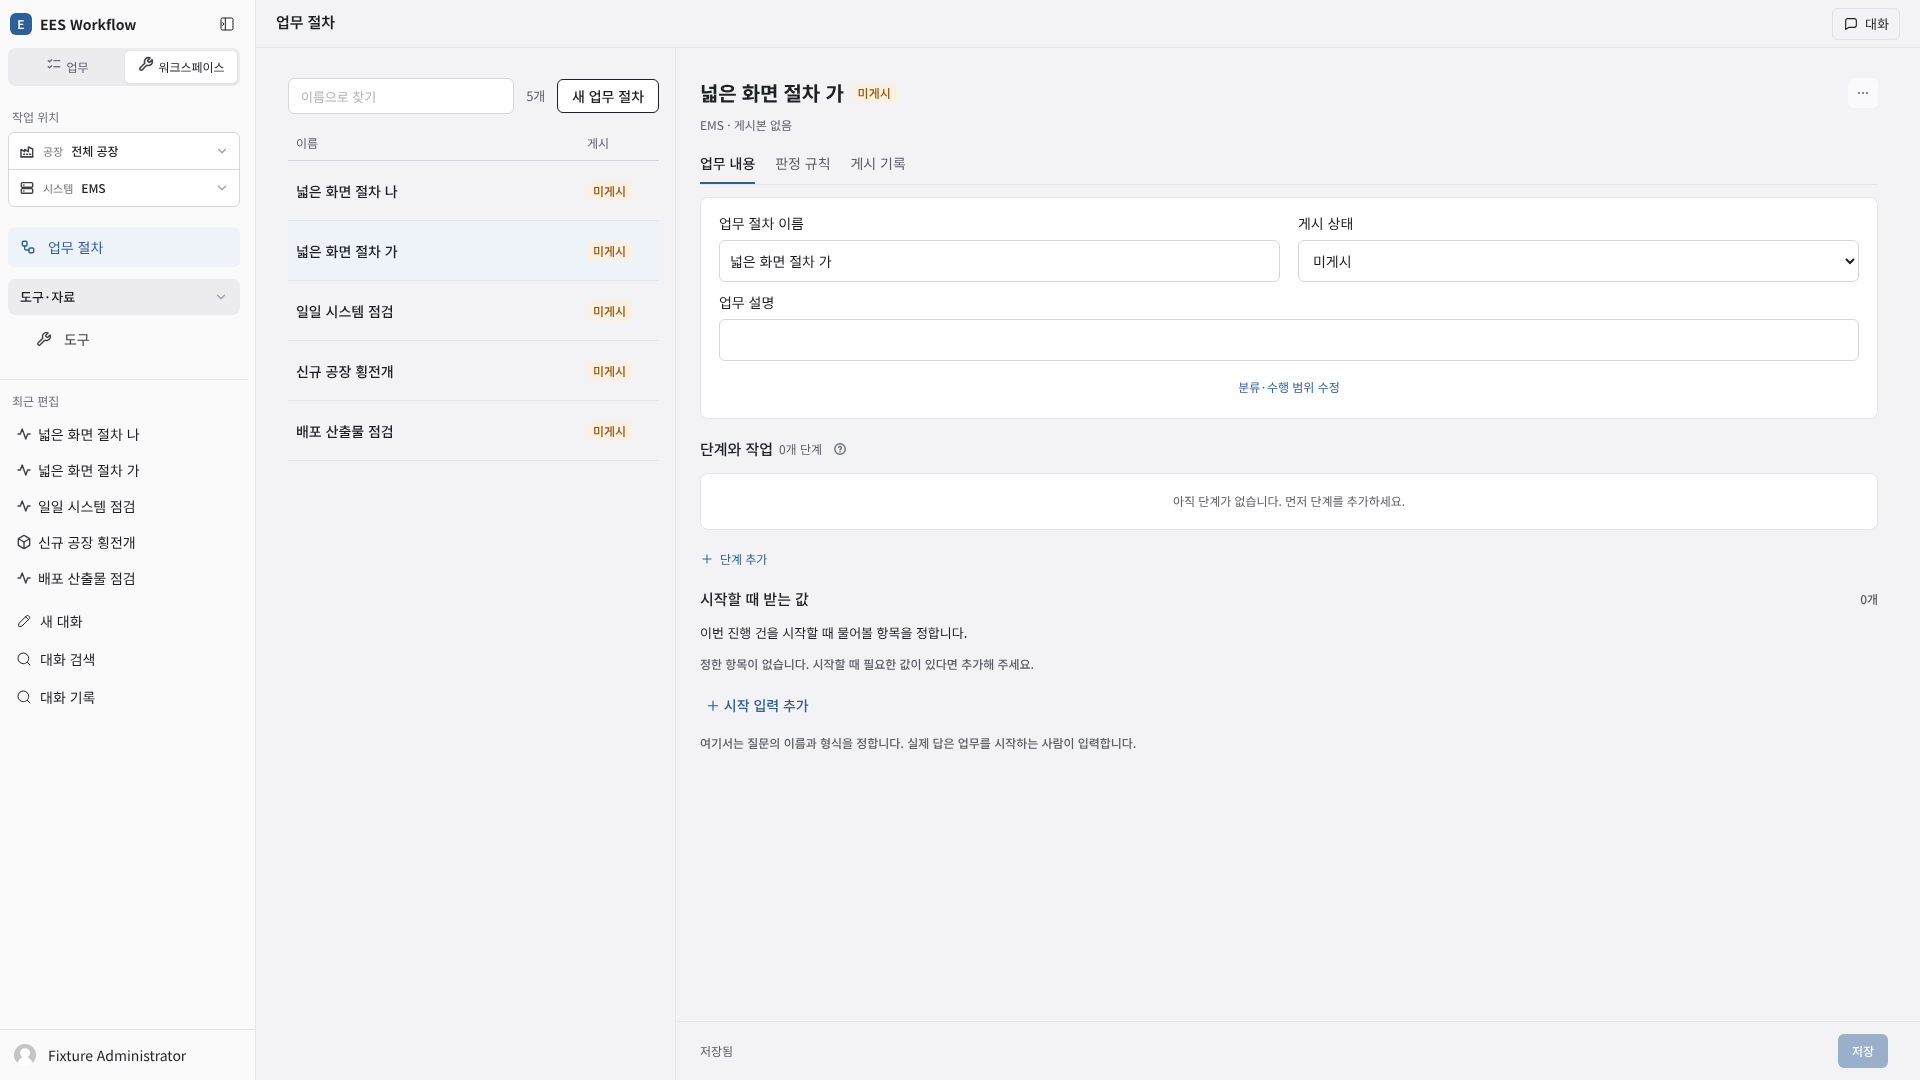 E EES Workflow
업무 워크스페이스
작업 위치
공장 전체 공장
시스템 EMS
업무 절차
도구·자료
도구
최근 편집
넓은 화면 절차 나
넓은 화면 절차 가
일일 시스템 점검
신규 공장 횡전개
배포 산출물 점검
새 대화
대화 검색
대화 기록
Fixture Administrator
업무 절차
대화
이름으로 찾기 5개 새 업무 절차
이름 게시
넓은 화면 절차 나 미게시
넓은 화면 절차 가 미게시
일일 시스템 점검 미게시
신규 공장 횡전개 미게시
배포 산출물 점검 미게시
넓은 화면 절차 가 미게시
EMS · 게시본 없음
업무 내용 판정 규칙 게시 기록
업무 절차 이름 게시 상태
넓은 화면 절차 가 미게시
업무 설명
분류·수행 범위 수정
단계와 작업 0개 단계
아직 단계가 없습니다. 먼저 단계를 추가하세요.
단계 추가
시작할 때 받는 값 0개
이번 진행 건을 시작할 때 물어볼 항목을 정합니다.
정한 항목이 없습니다. 시작할 때 필요한 값이 있다면 추가해 주세요.
시작 입력 추가
여기서는 질문의 이름과 형식을 정합니다. 실제 답은 업무를 시작하는 사람이 입력합니다.
저장됨 저장